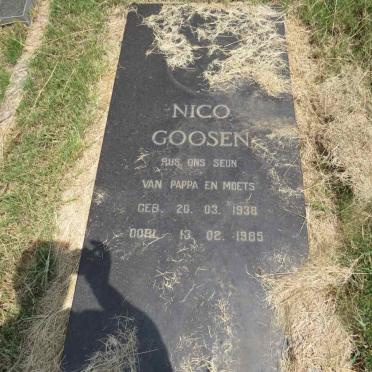 NICO
GOOSEN
RUS ONS SEUN
VAN PAPPA EN MOETS
GEB. 20. 03. 1938
OORL. 13. 02. 1985